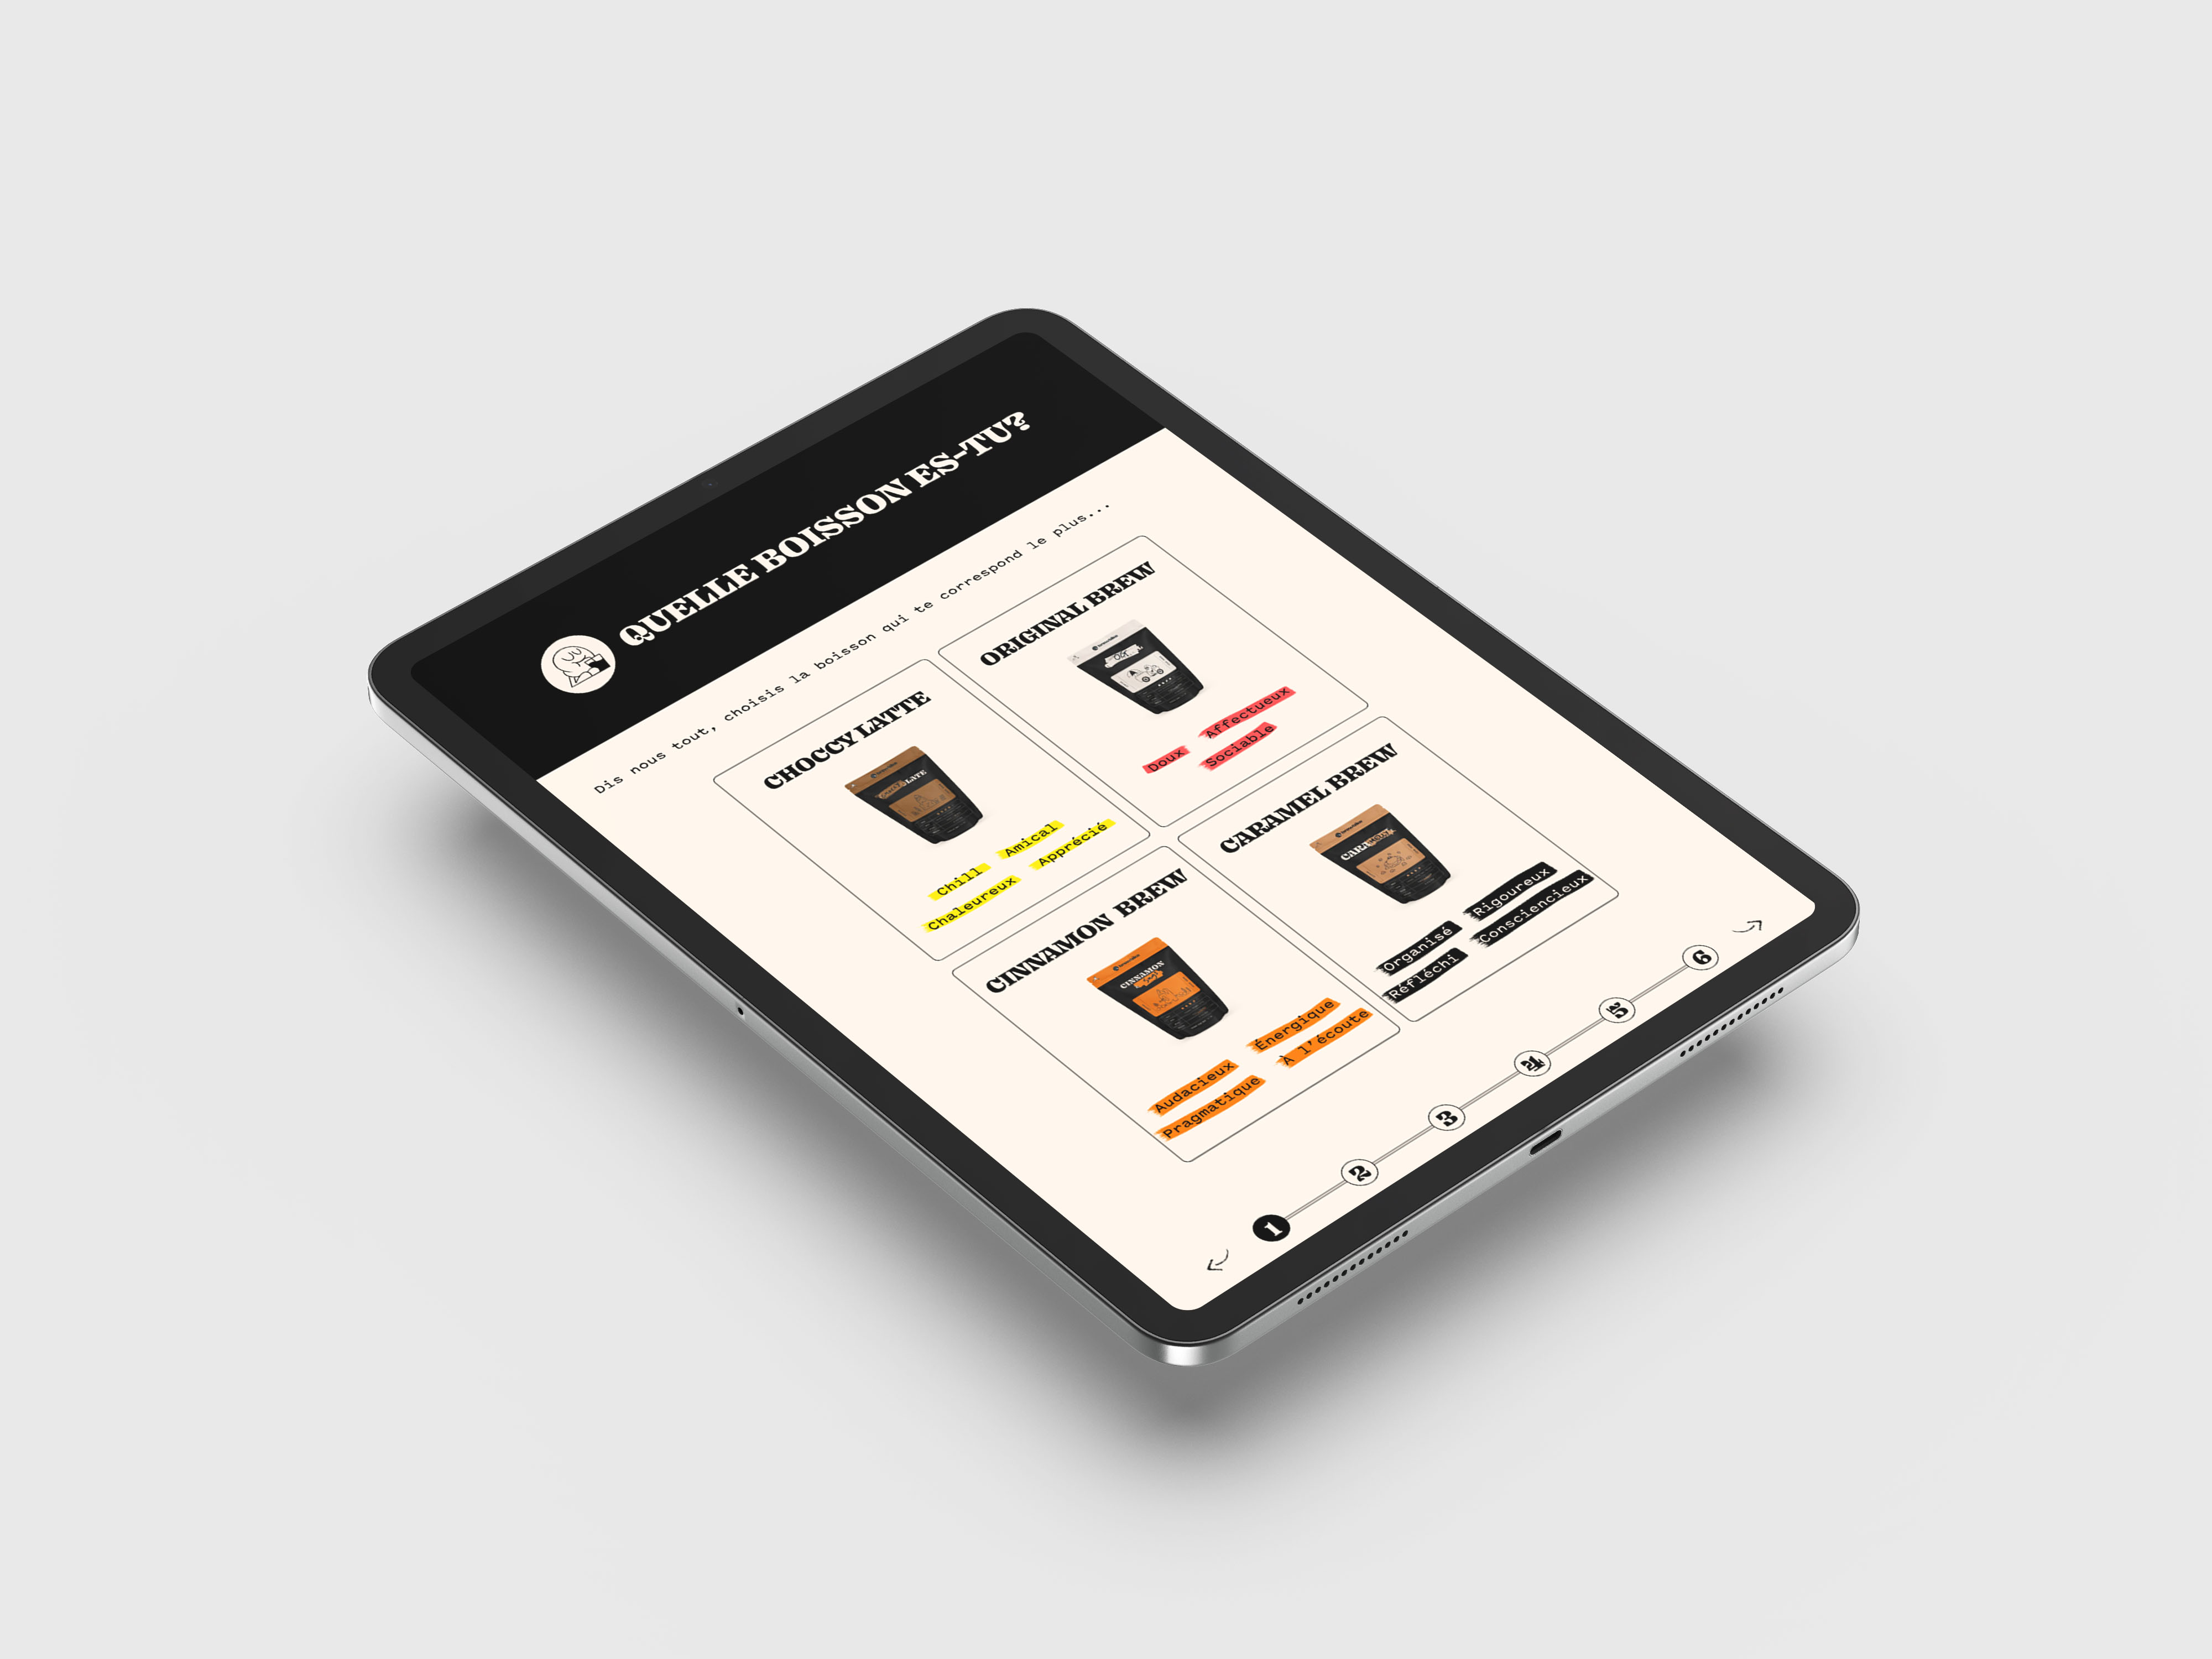 QUELLE BOISSON ES-TU?
Dis nous tout, choisis la boisson qui te correspond le plus...
CHOCCY LATTE
Chill Amical
Chaleureux Apprécié
ORIGINAL BREW
Doux Affectueux
Sociable
CINNAMON BREW
CINNAMON
Audacieux Énergique
Pragmatique À l'écoute
CARAMEL BREW
Organisé Rigoureux
Réfléchi Consciencieux
1 2 3 4 5 6